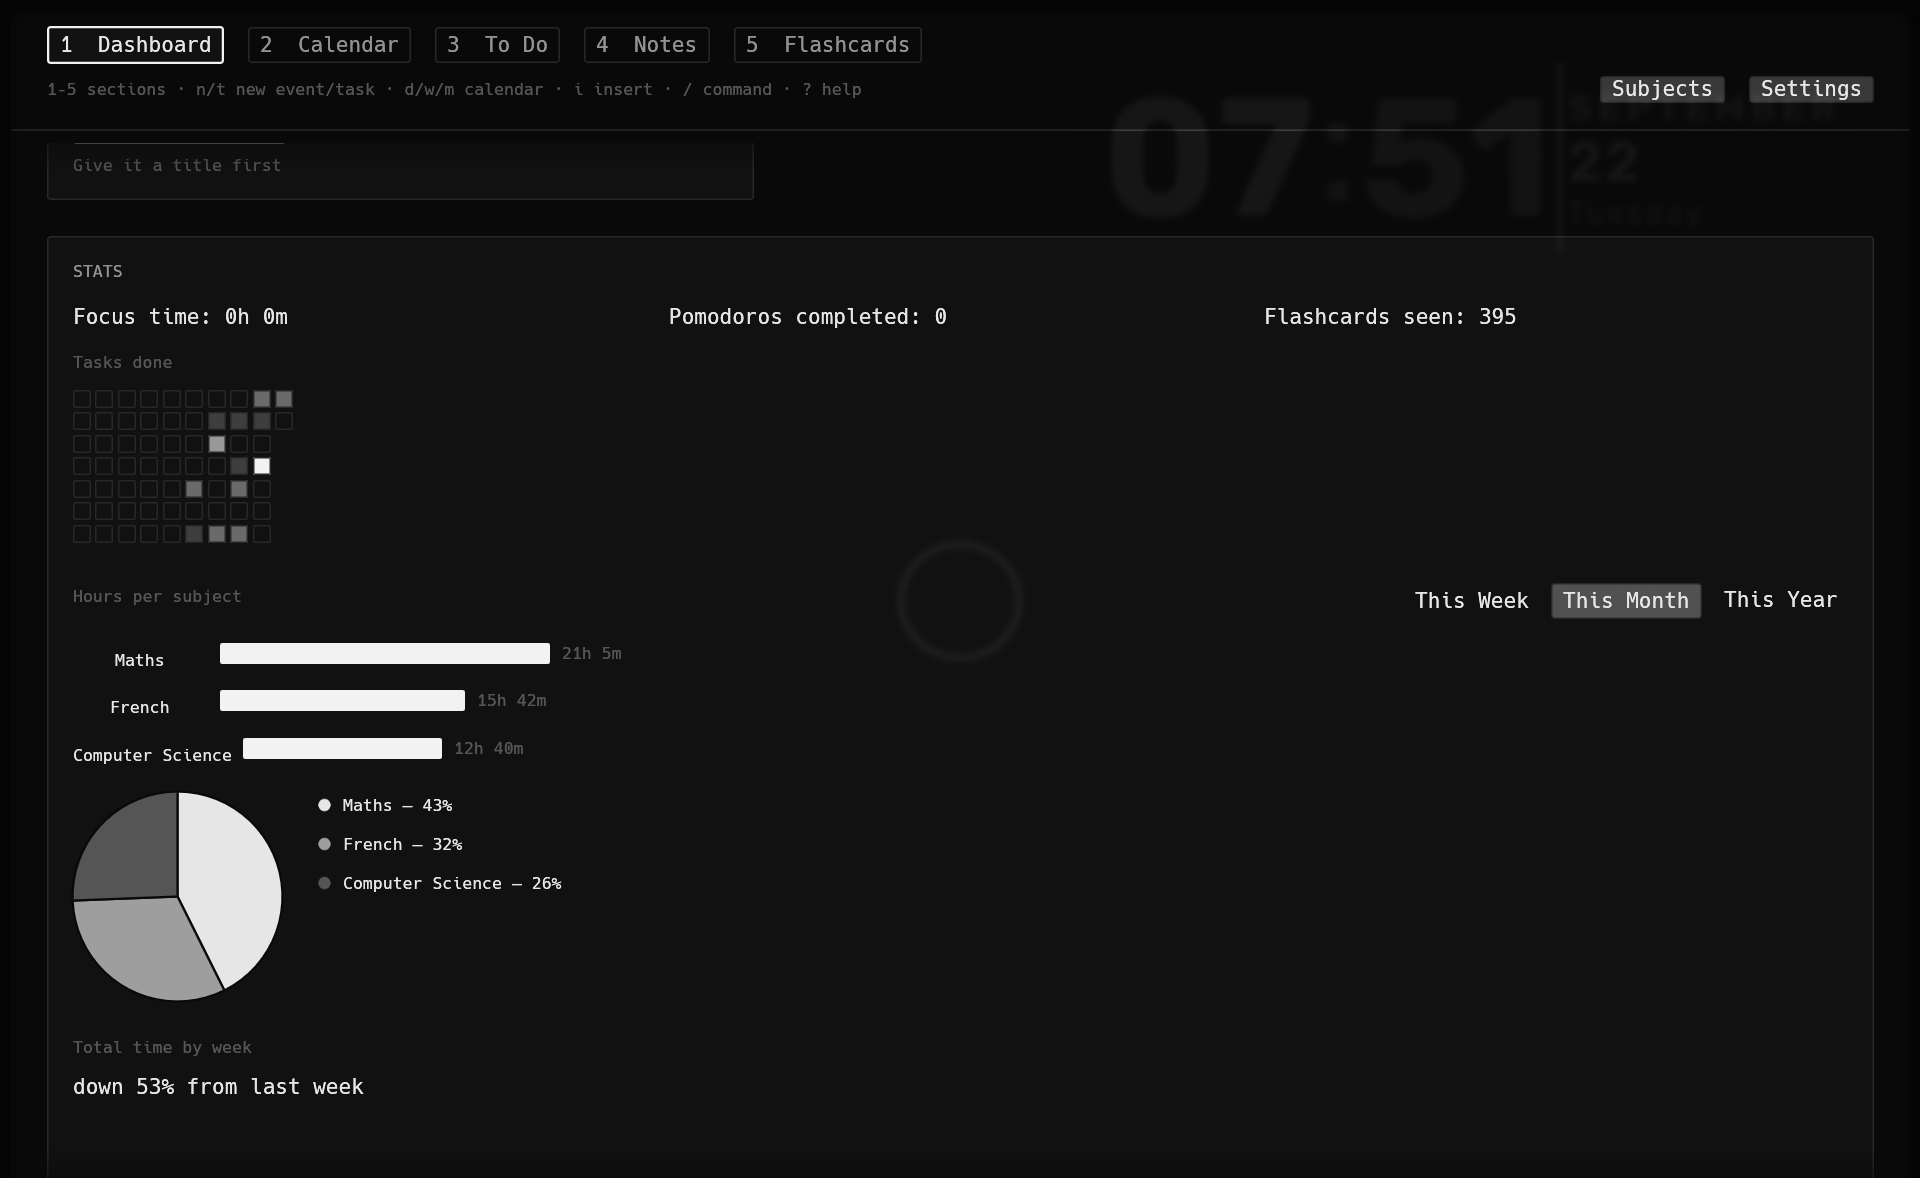 1 Dashboard 2 Calendar 3 To Do 4 Notes 5 Flashcards
1-5 sections · n/t new event/task · d/w/m calendar · i insert · / command · ? help
Subjects Settings
07:51
SEPTEMBER
22
Tuesday
Give it a title first
STATS
Focus time: 0h 0m Pomodoros completed: 0 Flashcards seen: 395
Tasks done
Hours per subject
This Week This Month This Year
Maths 21h 5m
French 15h 42m
Computer Science 12h 40m
Maths — 43%
French — 32%
Computer Science — 26%
Total time by week
down 53% from last week